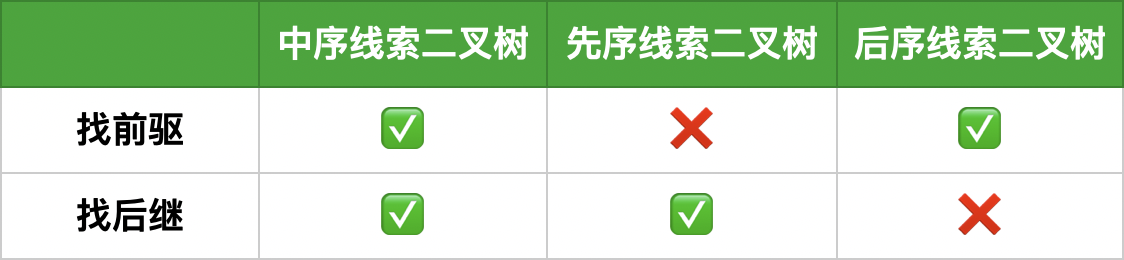 中序线索二叉树 先序线索二叉树 后序线索二叉树
找前驱 ✅ ❌ ✅
找后继 ✅ ✅ ❌